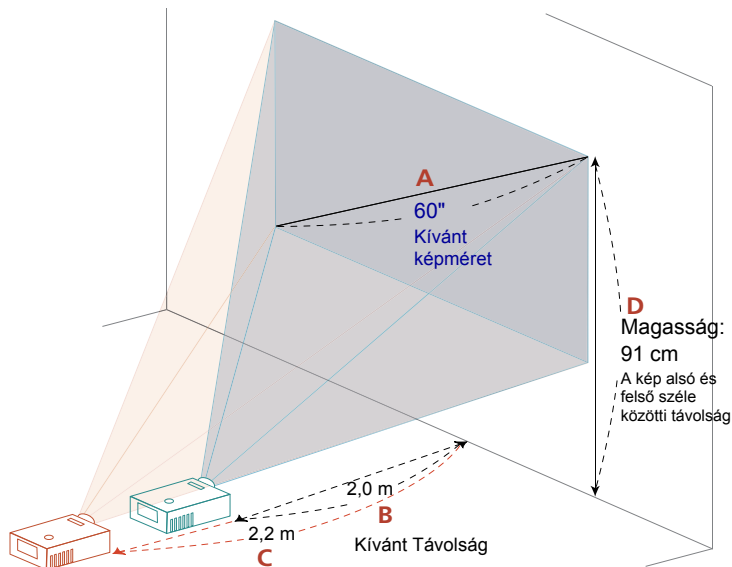 A
60"
Kívánt
képméret
D
Magasság:
91 cm
A kép alsó és
felső széle
közötti távolság
2,0 m
B
2,2 m
C
Kívánt Távolság